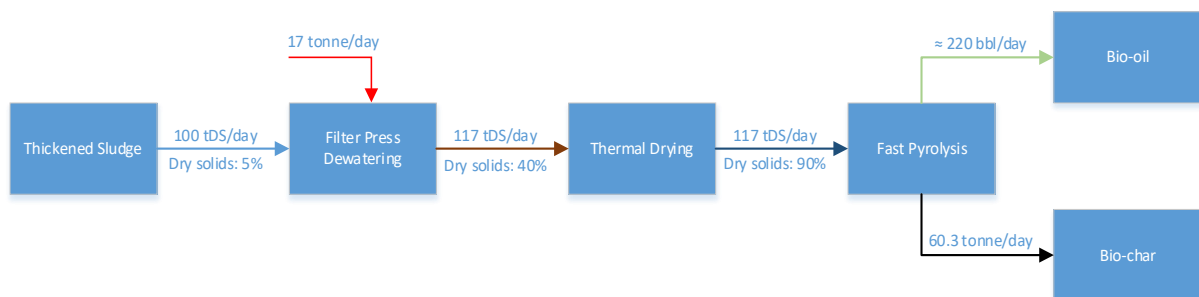 17 tonne/day
≈ 220 bbl/day
Bio-oil
Thickened Sludge
100 tDS/day
Dry solids: 5%
Filter Press
Dewatering
117 tDS/day
Dry solids: 40%
Thermal Drying
117 tDS/day
Dry solids: 90%
Fast Pyrolysis
60.3 tonne/day
Bio-char